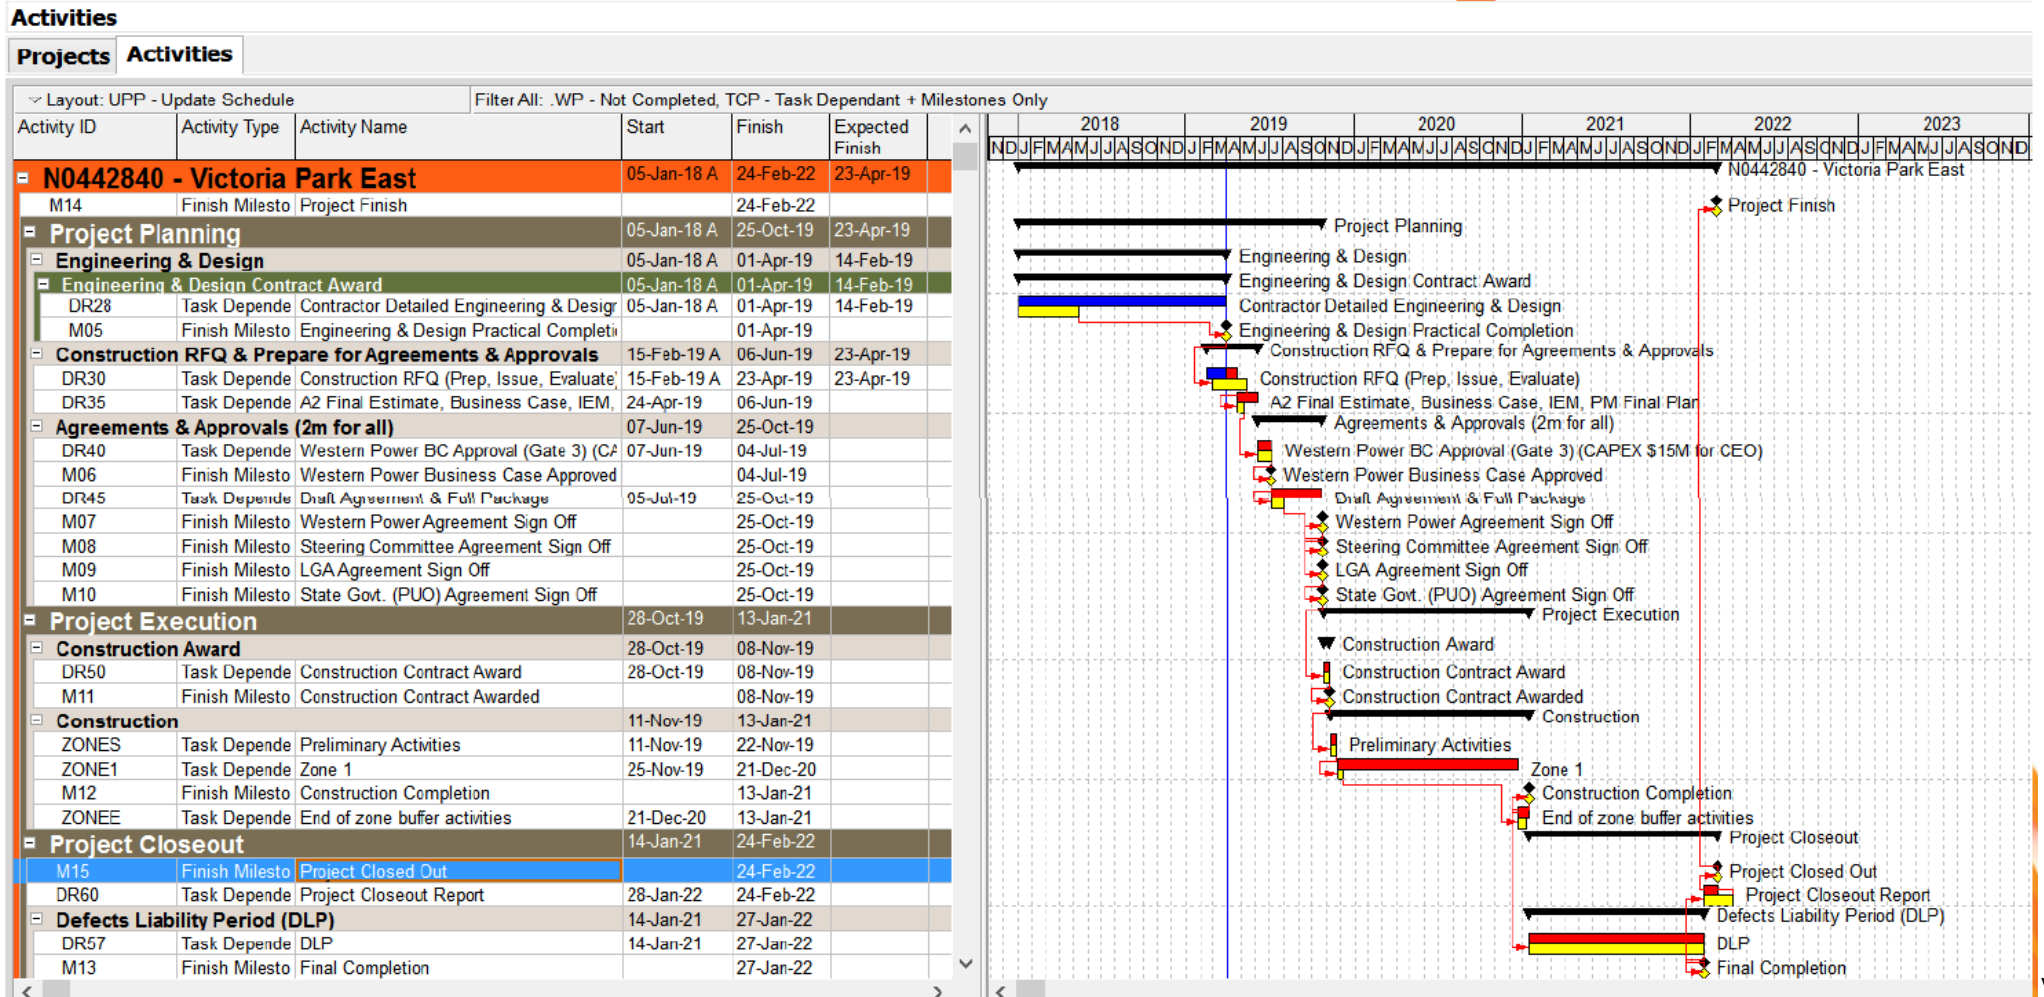 Activities
Projects Activities
Layout: UPP - Update Schedule Filter All: .WP - Not Completed, TCP - Task Dependant + Milestones Only
Activity ID Activity Type Activity Name Start Finish Expected Finish
2018 2019 2020 2021 2022 2023
N D J F M A M J J A S O N D J F M A M J J A S O N D J F M A M J J A S O N D J F M A M J J A S O N D J F M A M J J A S O N D J F M A M J J A S O N D
N0442840 - Victoria Park East 05-Jan-18 A 24-Feb-22 23-Apr-19 N0442840 - Victoria Park East
M14 Finish Milesto Project Finish 24-Feb-22 Project Finish
Project Planning 05-Jan-18 A 25-Oct-19 23-Apr-19 Project Planning
Engineering & Design 05-Jan-18 A 01-Apr-19 14-Feb-19 Engineering & Design
Engineering & Design Contract Award 05-Jan-18 A 01-Apr-19 14-Feb-19 Engineering & Design Contract Award
DR28 Task Depende Contractor Detailed Engineering & Design 05-Jan-18 A 01-Apr-19 14-Feb-19 Contractor Detailed Engineering & Design
M05 Finish Milesto Engineering & Design Practical Completi 01-Apr-19 Engineering & Design Practical Completion
Construction RFQ & Prepare for Agreements & Approvals 15-Feb-19 A 06-Jun-19 23-Apr-19 Construction RFQ & Prepare for Agreements & Approvals
DR30 Task Depende Construction RFQ (Prep, Issue, Evaluate) 15-Feb-19 A 23-Apr-19 23-Apr-19 Construction RFQ (Prep, Issue, Evaluate)
DR35 Task Depende A2 Final Estimate, Business Case, IEM, 24-Apr-19 06-Jun-19 A2 Final Estimate, Business Case, IEM, PM Final Plan
Agreements & Approvals (2m for all) 07-Jun-19 25-Oct-19 Agreements & Approvals (2m for all)
DR40 Task Depende Western Power BC Approval (Gate 3) (CA 07-Jun-19 04-Jul-19 Western Power BC Approval (Gate 3) (CAPEX $15M for CEO)
M06 Finish Milesto Western Power Business Case Approved 04-Jul-19 Western Power Business Case Approved
DR45 Task Depende Draft Agreement & Full Package 05-Jul-19 25-Oct-19 Draft Agreement & Full Package
M07 Finish Milesto Western Power Agreement Sign Off 25-Oct-19 Western Power Agreement Sign Off
M08 Finish Milesto Steering Committee Agreement Sign Off 25-Oct-19 Steering Committee Agreement Sign Off
M09 Finish Milesto LGA Agreement Sign Off 25-Oct-19 LGA Agreement Sign Off
M10 Finish Milesto State Govt. (PUO) Agreement Sign Off 25-Oct-19 State Govt. (PUO) Agreement Sign Off
Project Execution 28-Oct-19 13-Jan-21 Project Execution
Construction Award 28-Oct-19 08-Nov-19 Construction Award
DR50 Task Depende Construction Contract Award 28-Oct-19 08-Nov-19 Construction Contract Award
M11 Finish Milesto Construction Contract Awarded 08-Nov-19 Construction Contract Awarded
Construction 11-Nov-19 13-Jan-21 Construction
ZONES Task Depende Preliminary Activities 11-Nov-19 22-Nov-19 Preliminary Activities
ZONE1 Task Depende Zone 1 25-Nov-19 21-Dec-20 Zone 1
M12 Finish Milesto Construction Completion 13-Jan-21 Construction Completion
ZONEE Task Depende End of zone buffer activities 21-Dec-20 13-Jan-21 End of zone buffer activities
Project Closeout 14-Jan-21 24-Feb-22 Project Closeout
M15 Finish Milesto Project Closed Out 24-Feb-22 Project Closed Out
DR60 Task Depende Project Closeout Report 28-Jan-22 24-Feb-22 Project Closeout Report
Defects Liability Period (DLP) 14-Jan-21 27-Jan-22 Defects Liability Period (DLP)
DR57 Task Depende DLP 14-Jan-21 27-Jan-22 DLP
M13 Finish Milesto Final Completion 27-Jan-22 Final Completion